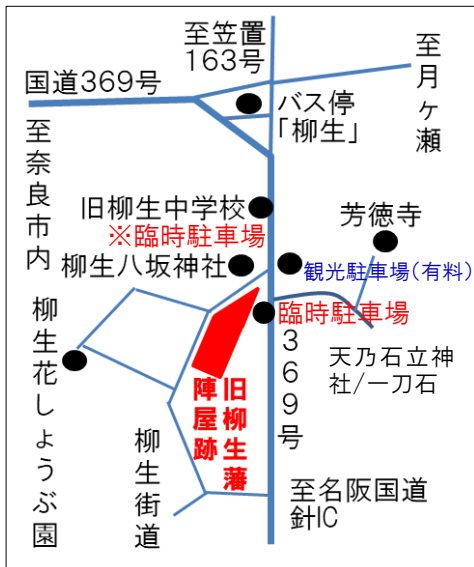 至笠置
163号
至月ヶ瀬
国道369号
バス停
「柳生」
至奈良市内
旧柳生中学校
※臨時駐車場
芳徳寺
柳生八坂神社
観光駐車場(有料)
臨時駐車場
柳生花しょうぶ園
369号
天乃石立神
社/一刀石
旧柳生藩
陣屋跡
柳生街道
至名阪国道
針IC